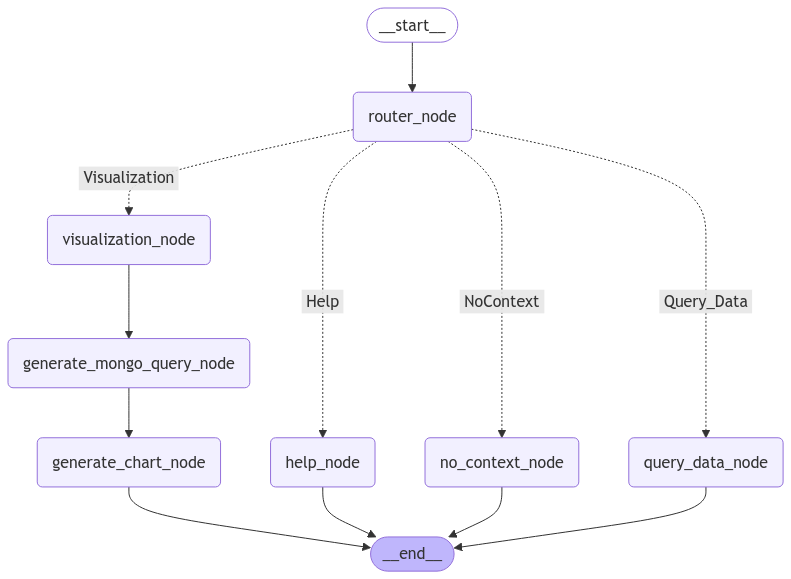 __start__
router_node
Visualization
visualization_node
Help
NoContext
Query_Data
generate_mongo_query_node
generate_chart_node
help_node
no_context_node
query_data_node
__end__